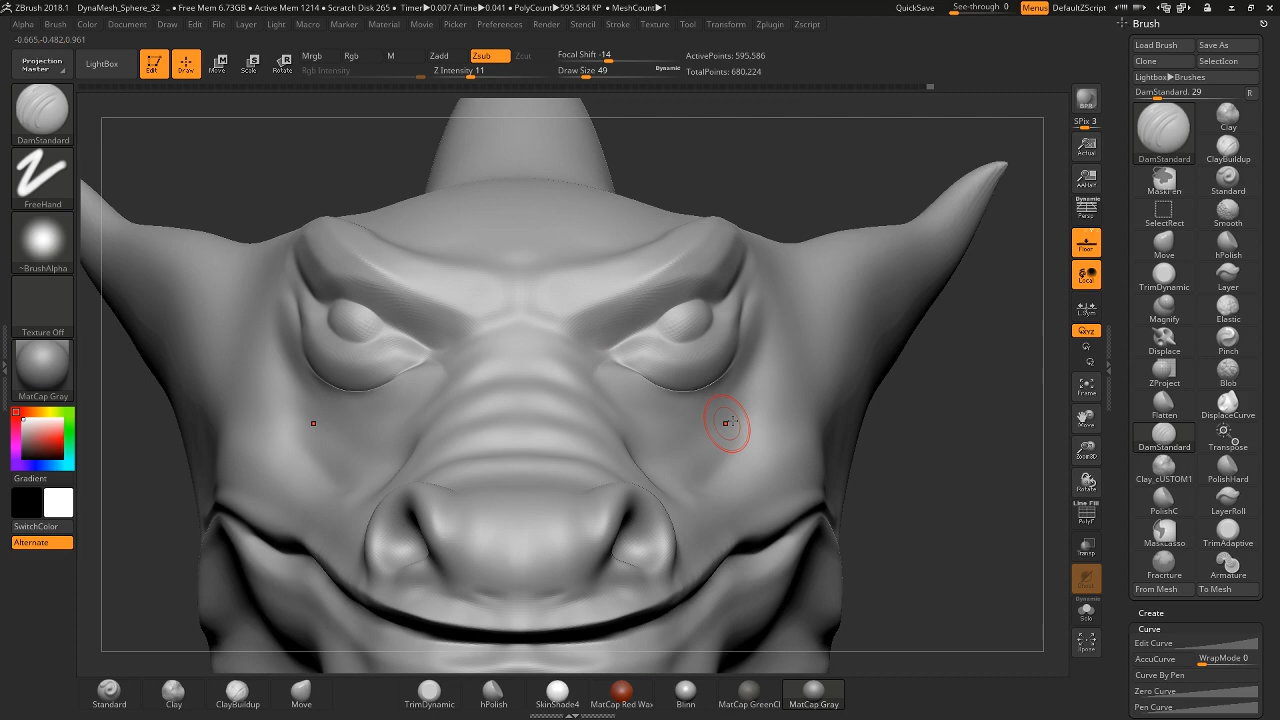 ZBrush 2018.1 DynaMesh_Sphere_32 • Free Mem 6.73GB • Active Mem 1214 • Scratch Disk 265 • Timer▶0.007 ATime▶0.041 • PolyCount▶595.584 KP • MeshCount▶1 QuickSave See-through 0 Menus DefaultZScript
Alpha Brush Color Document Draw Edit File Layer Light Macro Marker Material Movie Picker Preferences Render Stencil Stroke Texture Tool Transform Zplugin Zscript
-0.665,-0.482,0.961
Projection Master
LightBox
Edit
Draw
Move
Scale
Rotate
Mrgb Rgb M
Rgb Intensity
Zadd Zsub Zcut
Z Intensity 11
Focal Shift -14
Draw Size 49 Dynamic
ActivePoints: 595,586
TotalPoints: 680,224
DamStandard
FreeHand
~BrushAlpha
Texture Off
MatCap Gray
Gradient
SwitchColor
Alternate
BPR
SPix 3
Actual
AAHalf
Dynamic
Persp
Floor
Local
L.Sym
XYZ
Frame
Move
Zoom3D
Rotate
Line Fill
PolyF
Transp
Dynamic
Solo
Xpose
Brush
Load Brush Save As
Clone SelectIcon
Lightbox▶Brushes
DamStandard. 29 R
DamStandard Clay
ClayBuildup
MaskPen Standard
SelectRect Smooth
Move hPolish
TrimDynamic Layer
Magnify Elastic
Displace Pinch
ZProject Blob
Flatten DisplaceCurve
DamStandard Transpose
Clay_cUSTOM1 PolishHard
PolishC LayerRoll
MaskLasso TrimAdaptive
Fracrture Armature
From Mesh To Mesh
Create
Curve
Edit Curve
AccuCurve WrapMode 0
Curve By Pen
Zero Curve
Pen Curve
Standard Clay ClayBuildup Move TrimDynamic hPolish SkinShade4 MatCap Red Wax Blinn MatCap GreenCl MatCap Gray